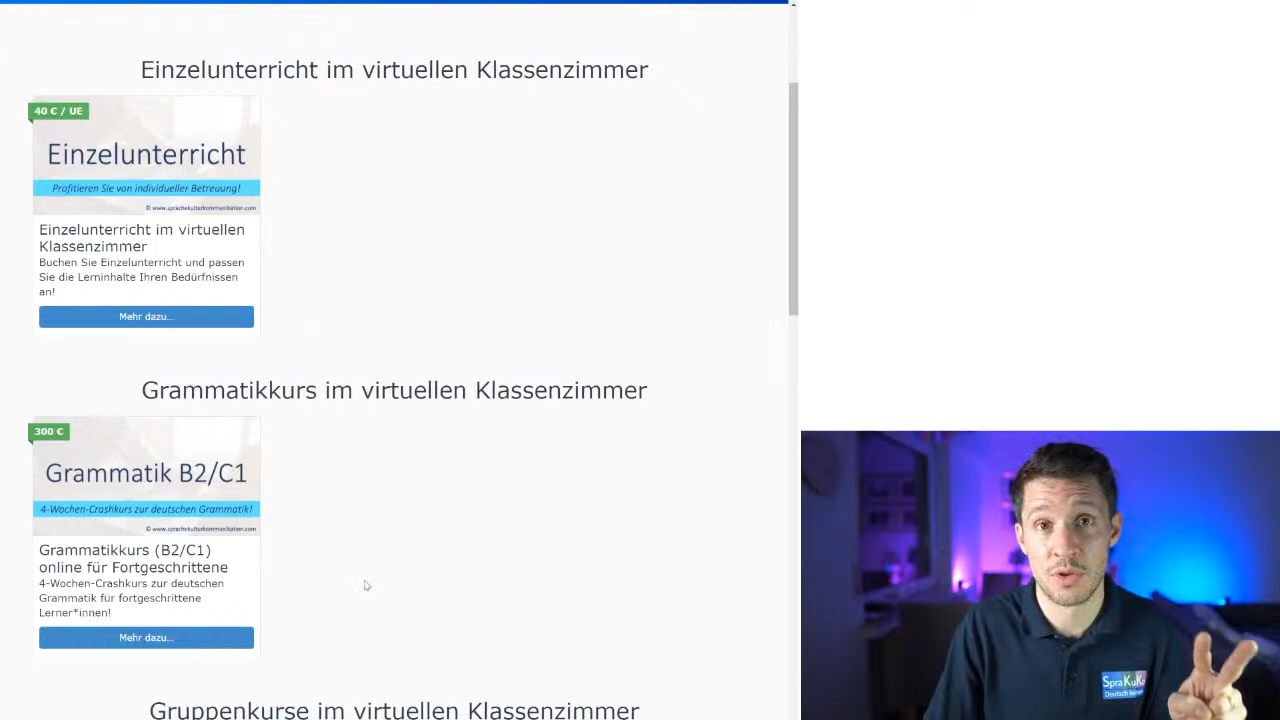 Einzelunterricht im virtuellen Klassenzimmer
40 € / UE
Einzelunterricht
Profitieren Sie von individueller Betreuung!
© www.sprachekulturkommunikation.com
Einzelunterricht im virtuellen
Klassenzimmer
Buchen Sie Einzelunterricht und passen
Sie die Lerninhalte Ihren Bedürfnissen
an!
Mehr dazu...
Grammatikkurs im virtuellen Klassenzimmer
300 €
Grammatik B2/C1
4-Wochen-Crashkurs zur deutschen Grammatik!
© www.sprachekulturkommunikation.com
Grammatikkurs (B2/C1)
online für Fortgeschrittene
4-Wochen-Crashkurs zur deutschen
Grammatik für fortgeschrittene
Lerner*innen!
Mehr dazu...
Gruppenkurse im virtuellen Klassenzimmer
SpraKuKo
Deutsch lernen